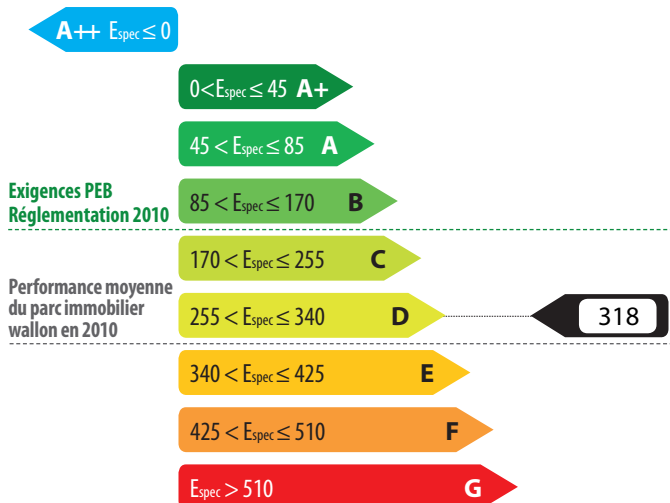 A++ Espec ≤ 0
0<Espec ≤ 45 A+
45 < Espec ≤ 85 A
Exigences PEB
Réglementation 2010
85 < Espec ≤ 170 B
170 < Espec ≤ 255 C
Performance moyenne
du parc immobilier
wallon en 2010
255 < Espec ≤ 340 D
318
340 < Espec ≤ 425 E
425 < Espec ≤ 510 F
Espec > 510 G